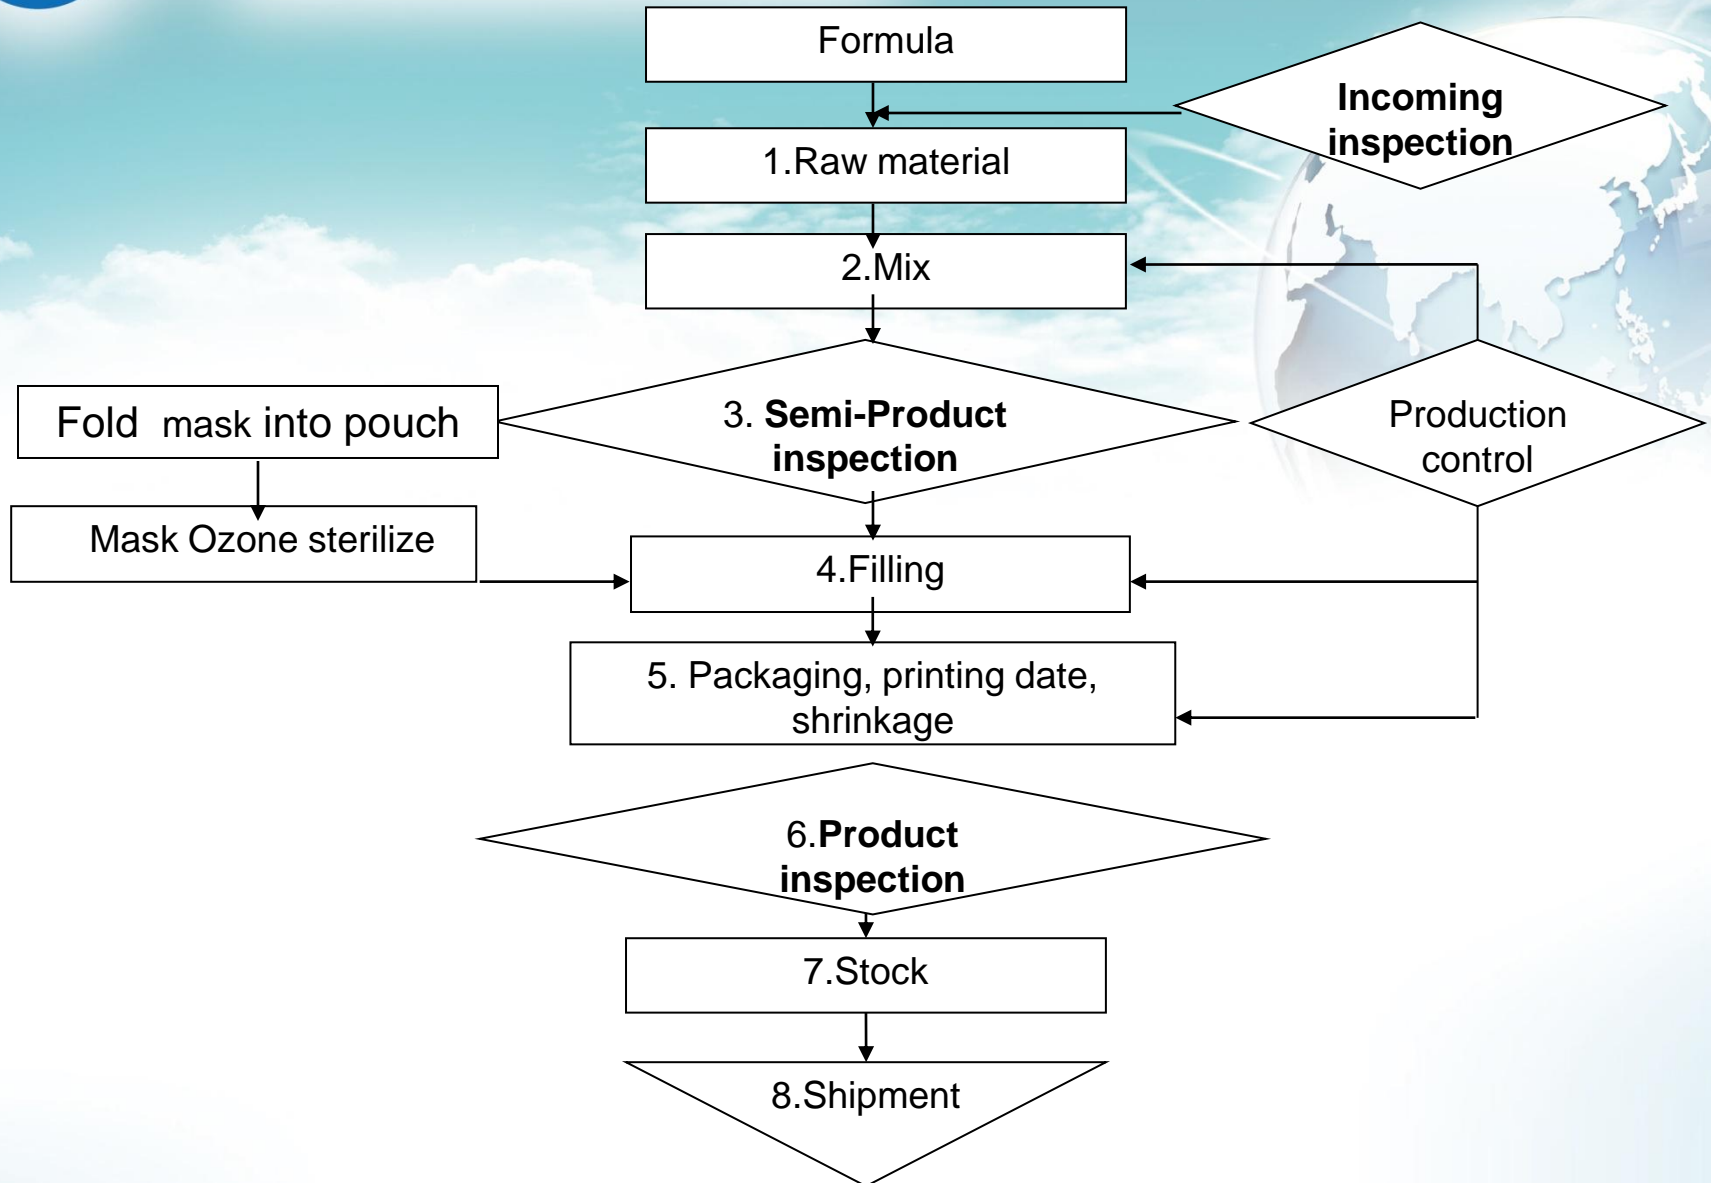 Formula
Incoming
inspection
1.Raw material
2.Mix
Fold mask into pouch
3. Semi-Product
inspection
Production
control
Mask Ozone sterilize
4.Filling
5. Packaging, printing date,
shrinkage
6.Product
inspection
7.Stock
8.Shipment